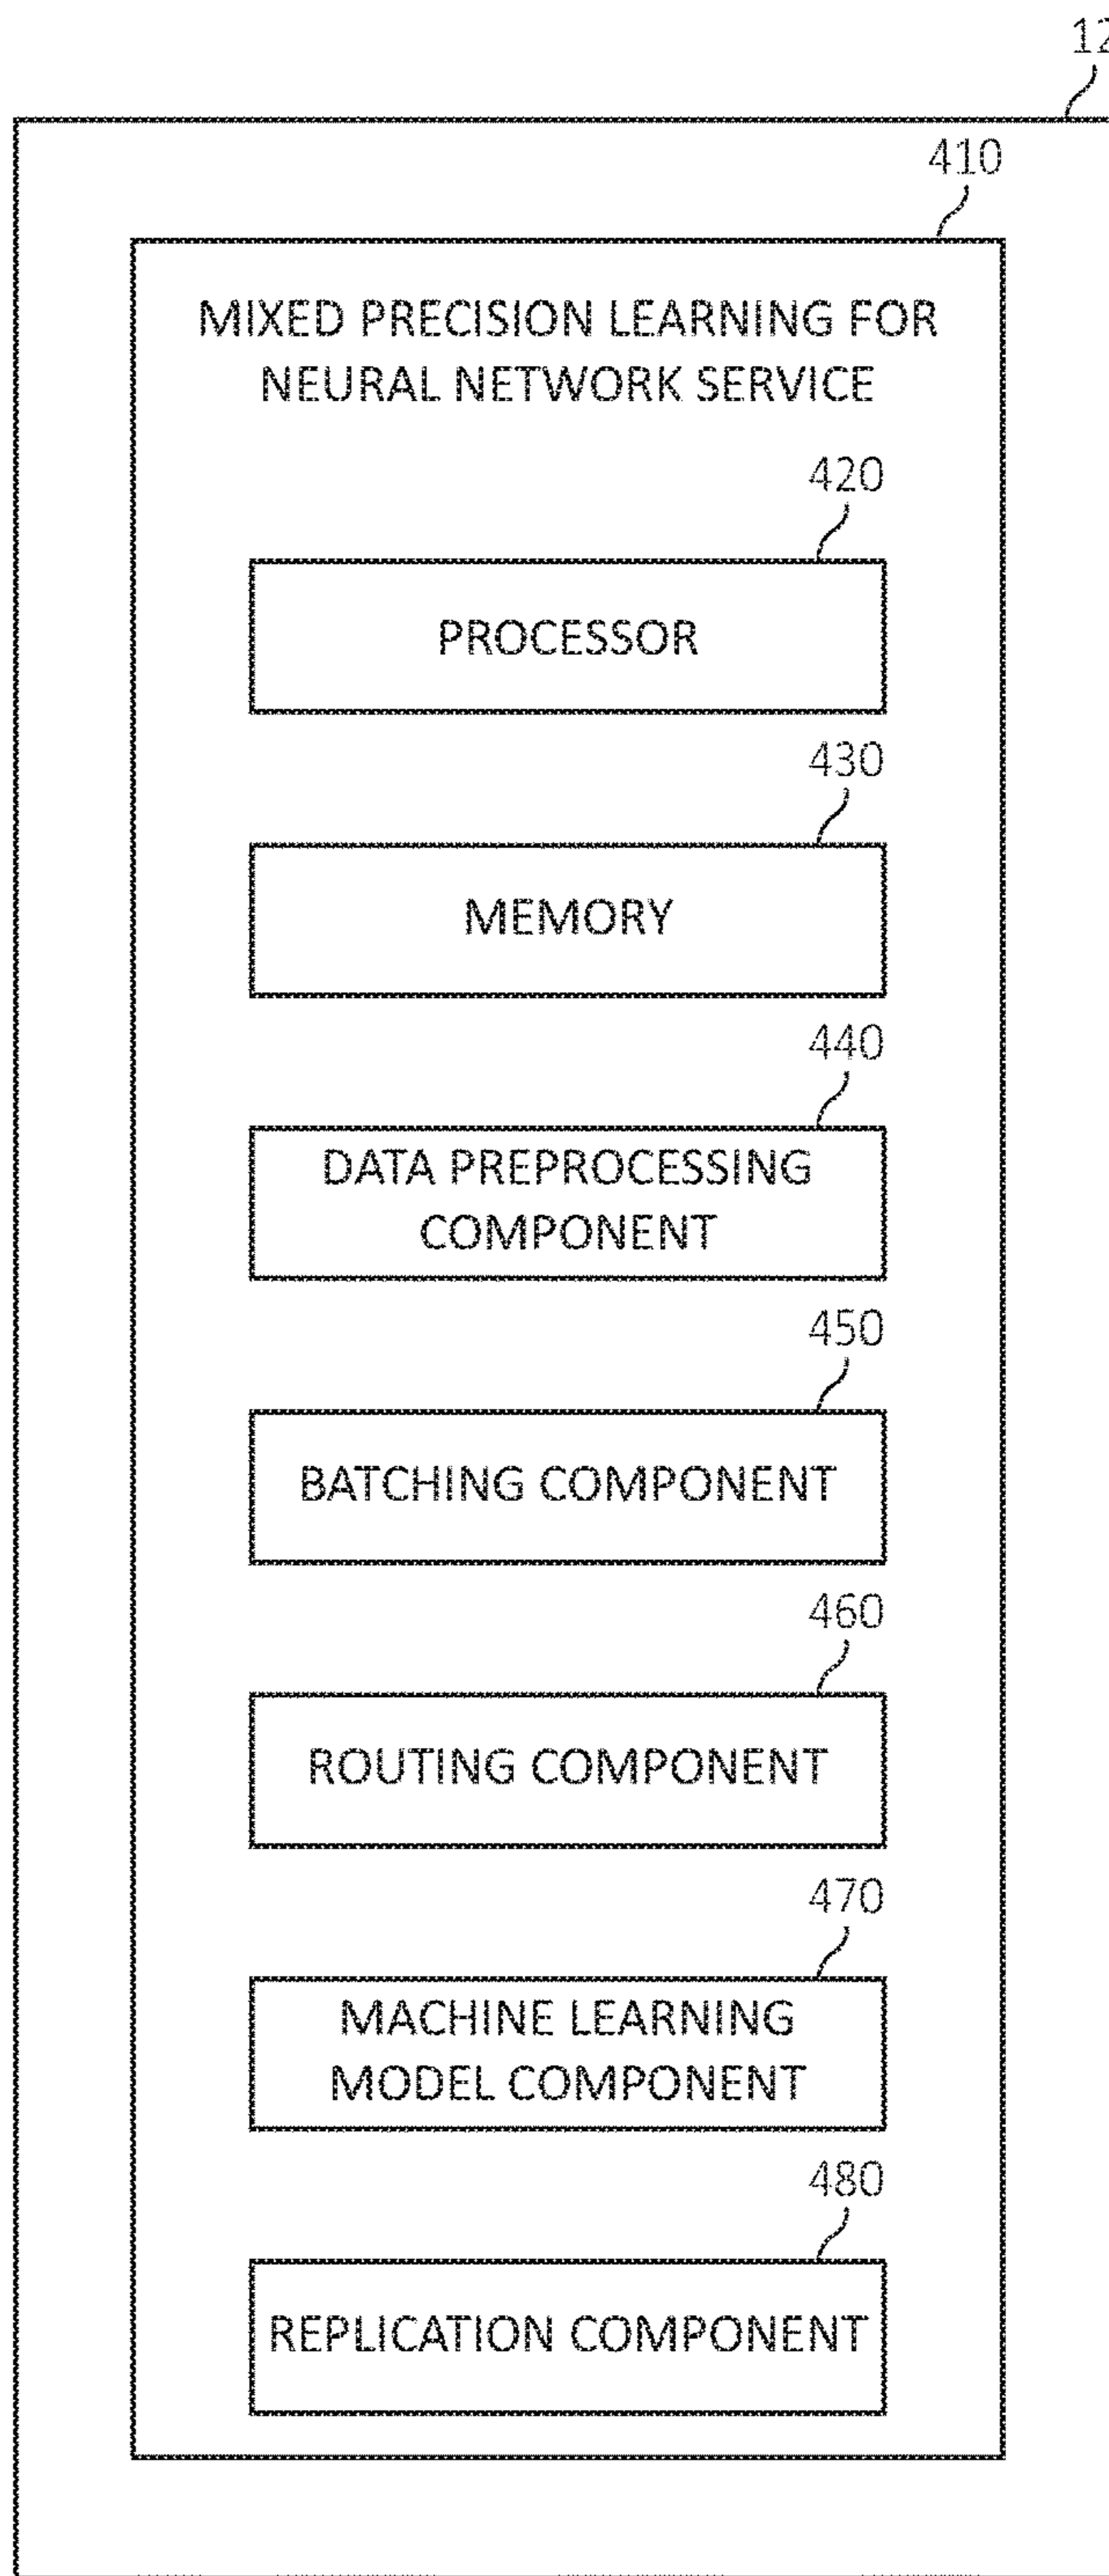 410
MIXED PRECISION LEARNING FOR
NEURAL NETWORK SERVICE
420
PROCESSOR
430
MEMORY
440
DATA PREPROCESSING
COMPONENT
450
BATCHING COMPONENT
460
ROUTING COMPONENT
470
MACHINE LEARNING
MODEL COMPONENT
480
REPLICATION COMPONENT